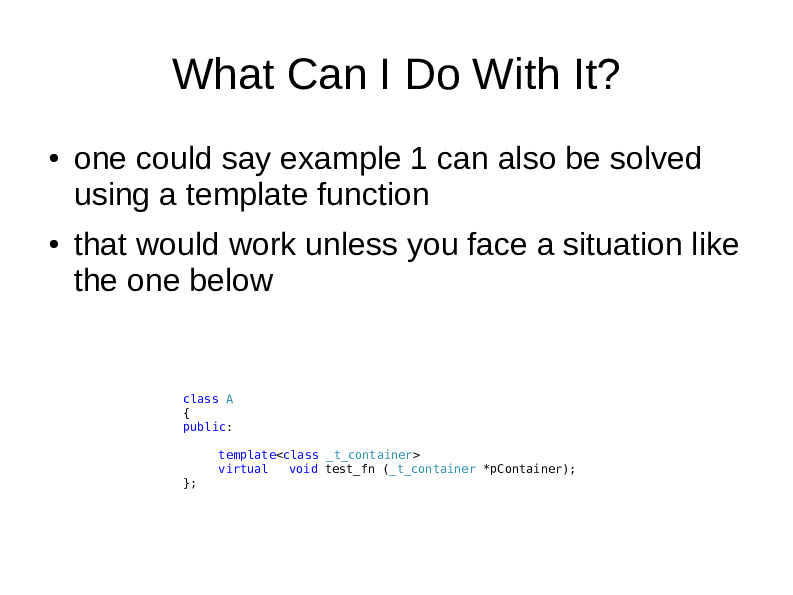 What Can I Do With It?
• one could say example 1 can also be solved
using a template function
• that would work unless you face a situation like
the one below
class A
{
public:
template<class _t_container>
virtual void test_fn (_t_container *pContainer);
};